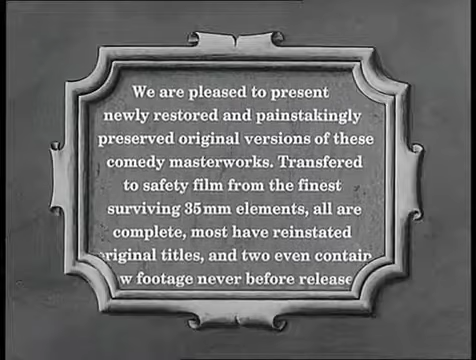 We are pleased to present
newly restored and painstakingly
preserved original versions of these
comedy masterworks. Transfered
to safety film from the finest
surviving 35mm elements, all are
complete, most have reinstated
riginal titles, and two even contain
w footage never before release